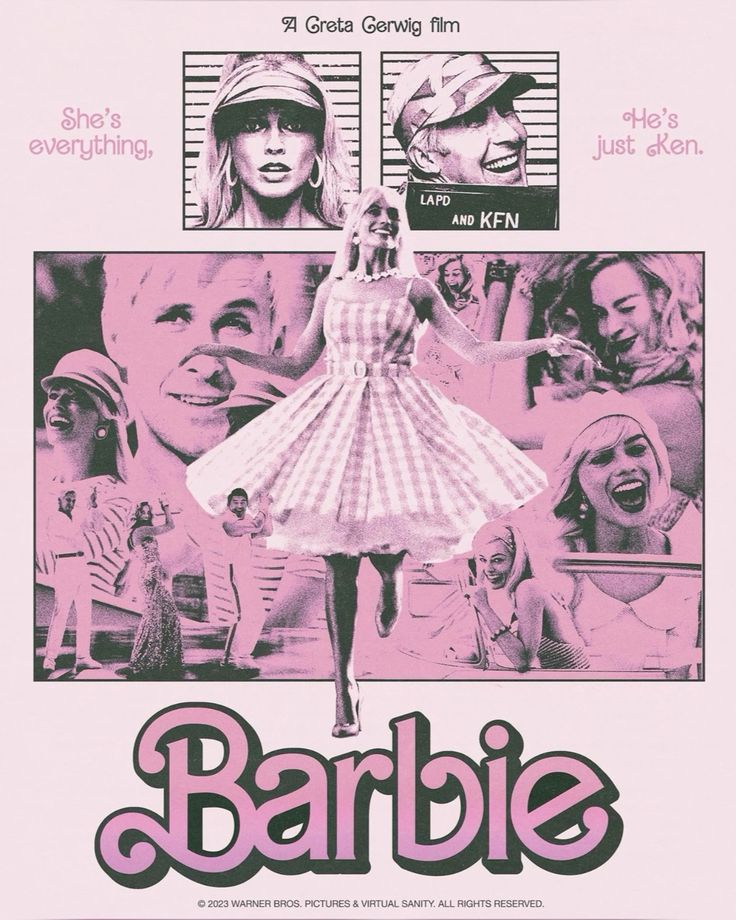 A Greta Gerwig film
She's
everything,
He's
just Ken.
LAPD
AND KFN
Barbie
© 2023 WARNER BROS. PICTURES & VIRTUAL SANITY. ALL RIGHTS RESERVED.